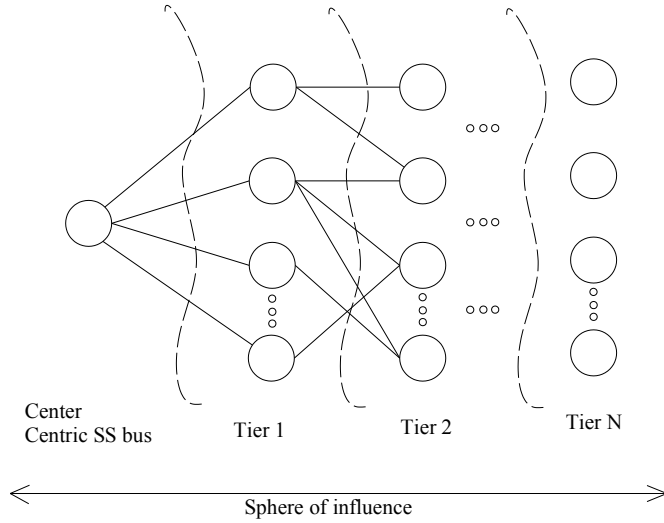 Center
Centric SS bus
Tier 1
Tier 2
Tier N
Sphere of influence